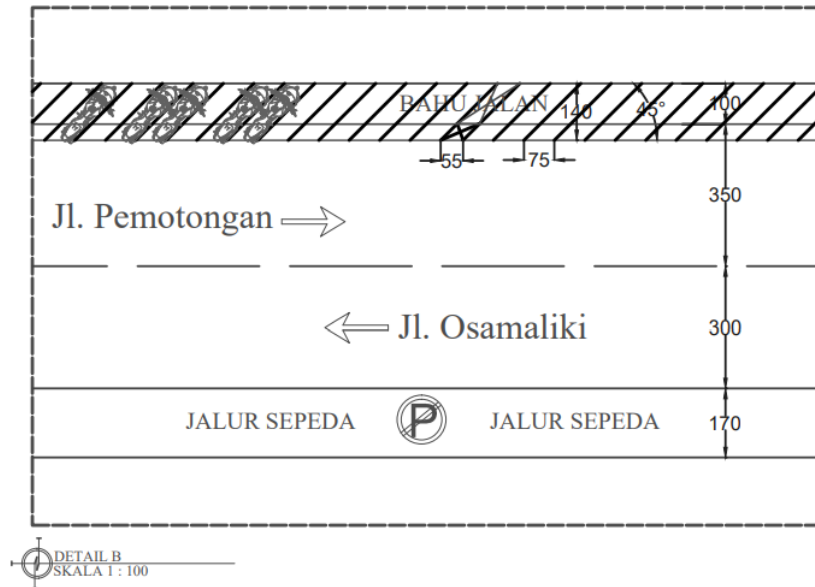 BAHU JALAN
140
45°
100
55
75
350
Jl. Pemotongan
Jl. Osamaliki
300
JALUR SEPEDA
P
JALUR SEPEDA
170
DETAIL B
SKALA 1 : 100